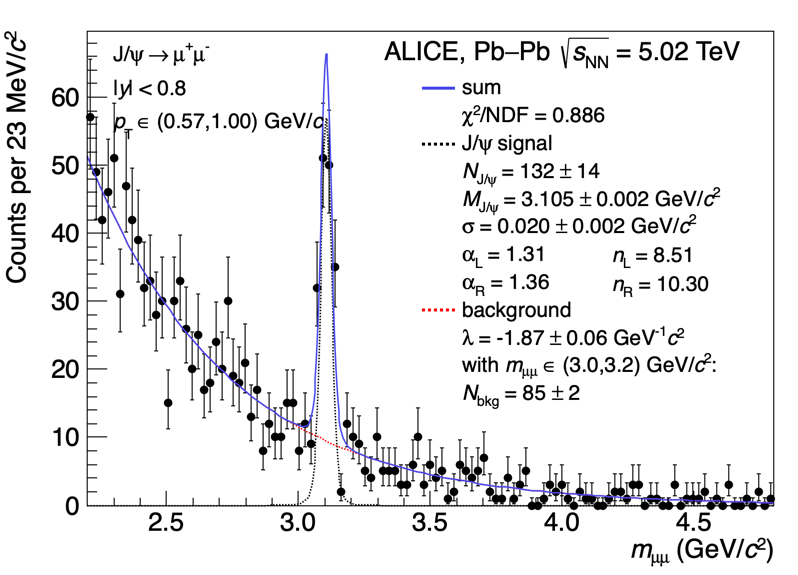 ALICE, Pb–Pb √sNN = 5.02 TeV
J/ψ → μ⁺μ⁻
|y| < 0.8
pT ∈ (0.57,1.00) GeV/c
sum
χ²/NDF = 0.886
J/ψ signal
NJ/ψ = 132 ± 14
MJ/ψ = 3.105 ± 0.002 GeV/c²
σ = 0.020 ± 0.002 GeV/c²
αL = 1.31 nL = 8.51
αR = 1.36 nR = 10.30
background
λ = -1.87 ± 0.06 GeV⁻¹c²
with mμμ ∈ (3.0,3.2) GeV/c²:
Nbkg = 85 ± 2
Counts per 23 MeV/c²
60
50
40
30
20
10
0
2.5 3.0 3.5 4.0 4.5
mμμ (GeV/c²)